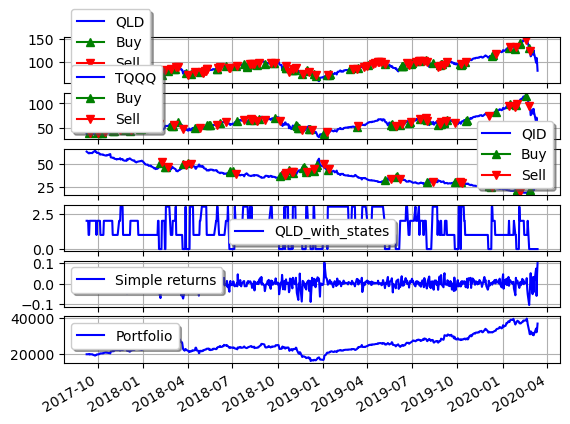 QLD
Buy
Sell
150
100
TQQQ
Buy
Sell
100
50
QID
Buy
Sell
50
25
QLD_with_states
2.5
0.0
Simple returns
0.1
0.0
−0.1
Portfolio
40000
20000
2017-10
2018-01
2018-04
2018-07
2018-10
2019-01
2019-04
2019-07
2019-10
2020-01
2020-04